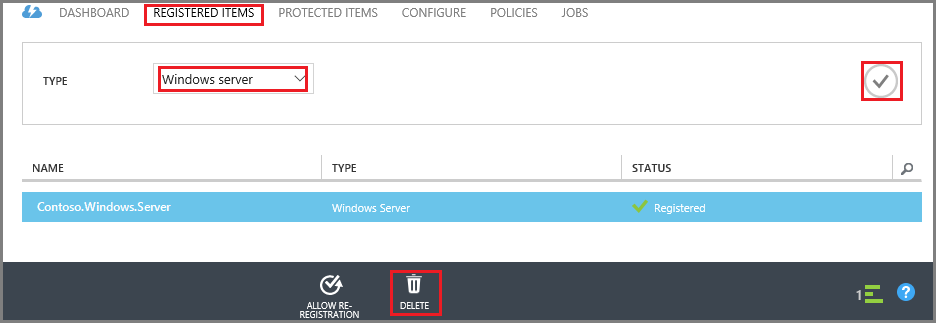 DASHBOARD REGISTERED ITEMS PROTECTED ITEMS CONFIGURE POLICIES JOBS
TYPE Windows server
NAME TYPE STATUS
Contoso.Windows.Server Windows Server Registered
ALLOW RE-
REGISTRATION
DELETE
1 ?